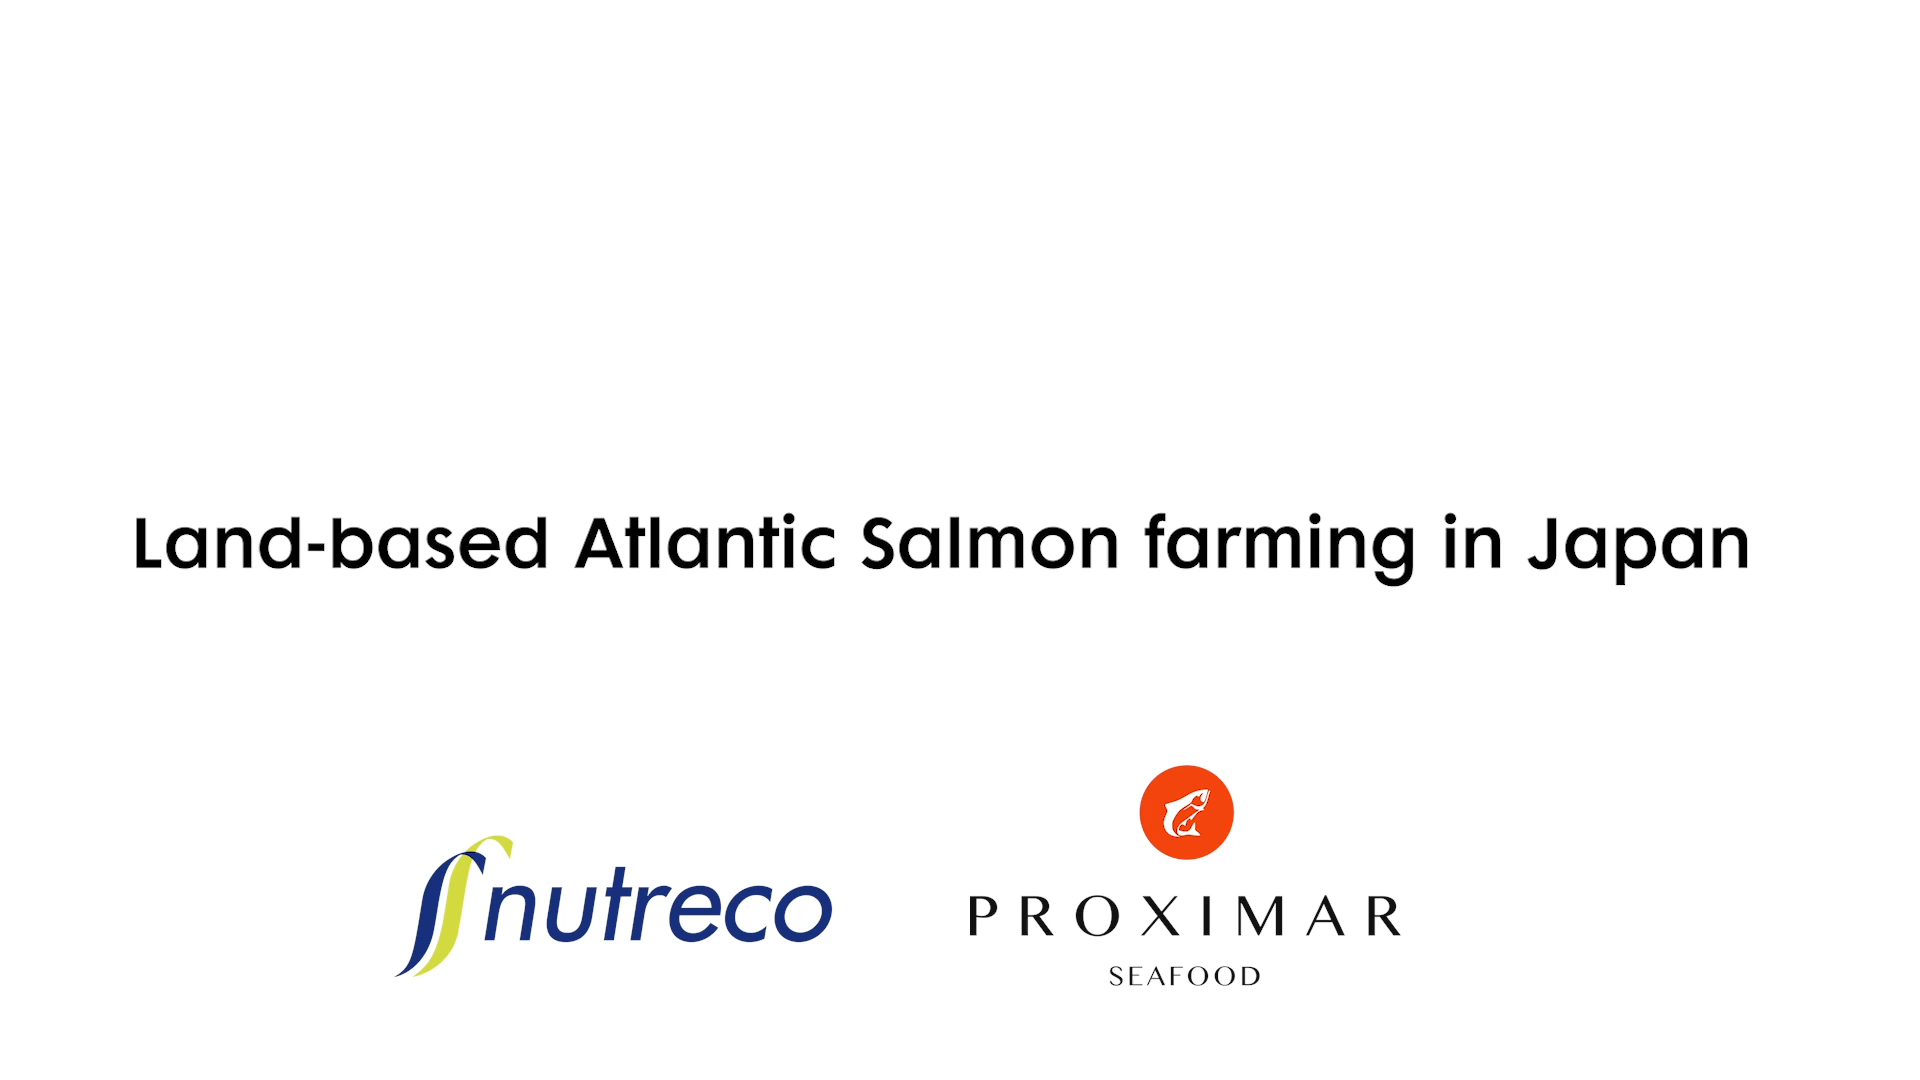 Land-based Atlantic Salmon farming in Japan
nutreco
PROXIMAR
SEAFOOD